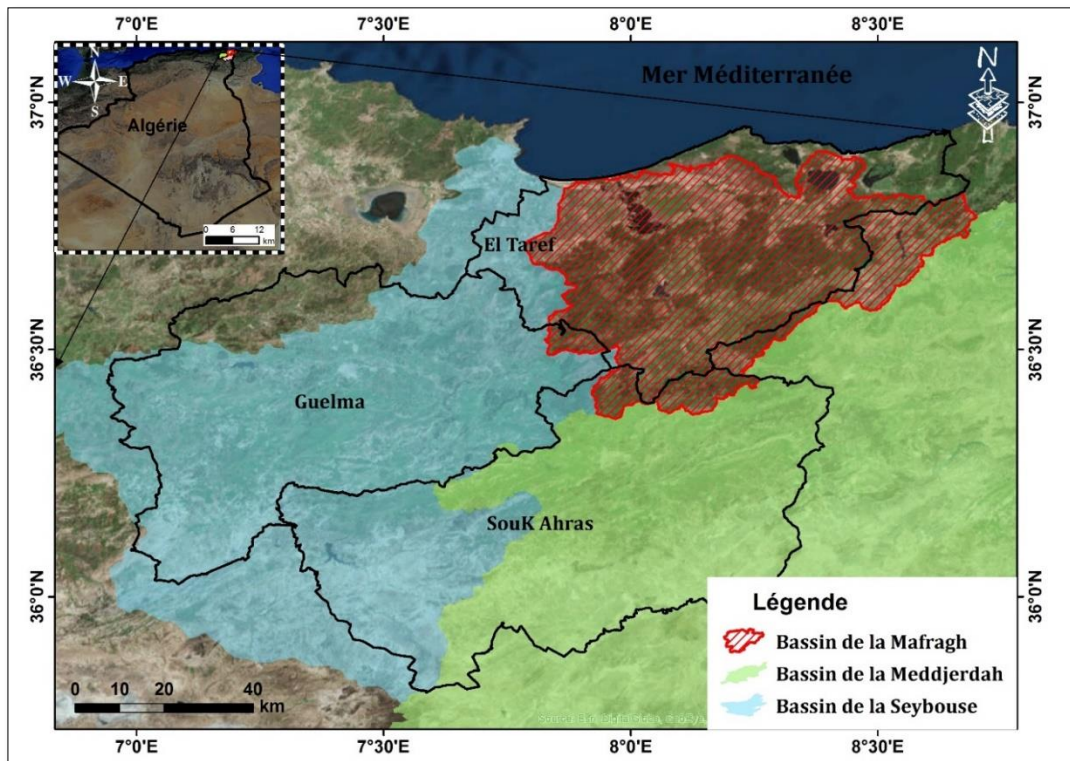 7°0'E 7°30'E 8°0'E 8°30'E
N
W E
S
Algérie
0 6 12
km
Mer Méditerranée
N
37°0'N 37°0'N
El Taref
36°30'N 36°30'N
Guelma
SouK Ahras
36°0'N 36°0'N
Légende
Bassin de la Mafragh
Bassin de la Meddjerdah
Bassin de la Seybouse
0 10 20 40
km
7°0'E 7°30'E 8°0'E 8°30'E